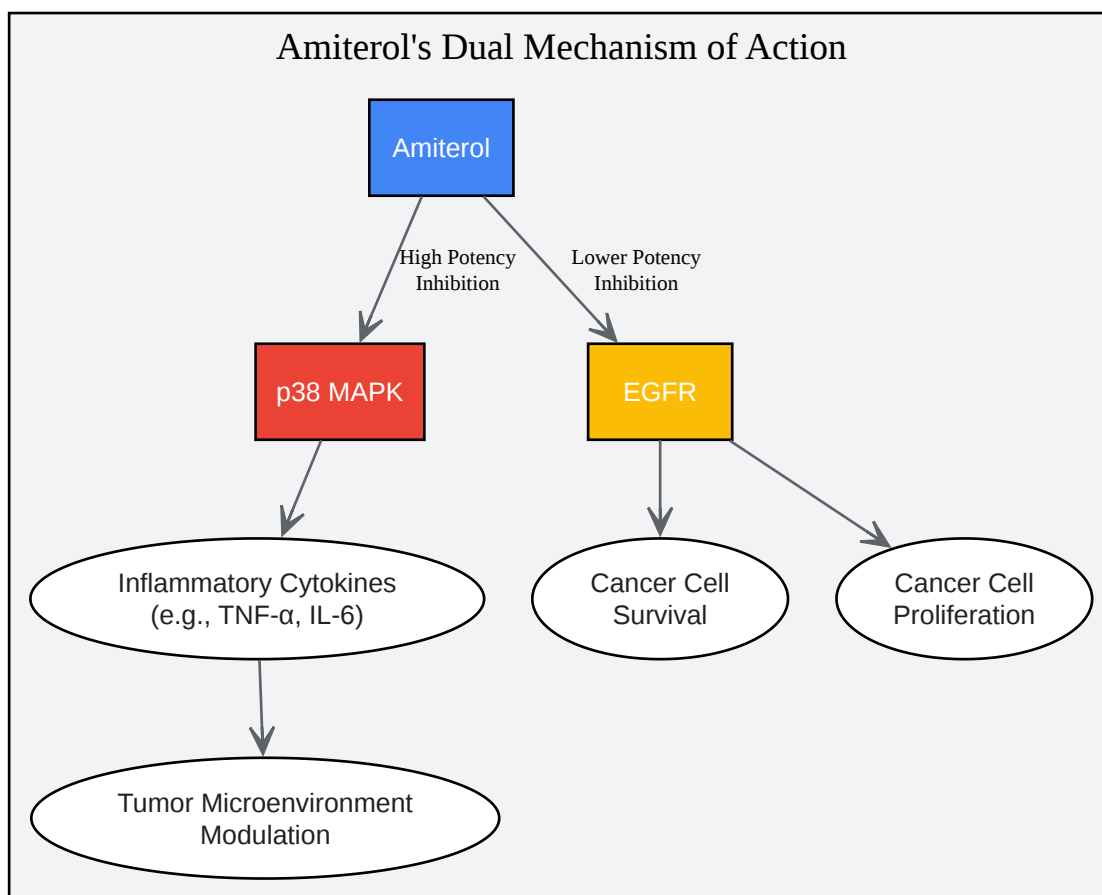 Amiterol's Dual Mechanism of Action
Amiterol
High Potency
Inhibition
Lower Potency
Inhibition
p38 MAPK
EGFR
Inflammatory Cytokines
(e.g., TNF-α, IL-6)
Cancer Cell
Survival
Cancer Cell
Proliferation
Tumor Microenvironment
Modulation